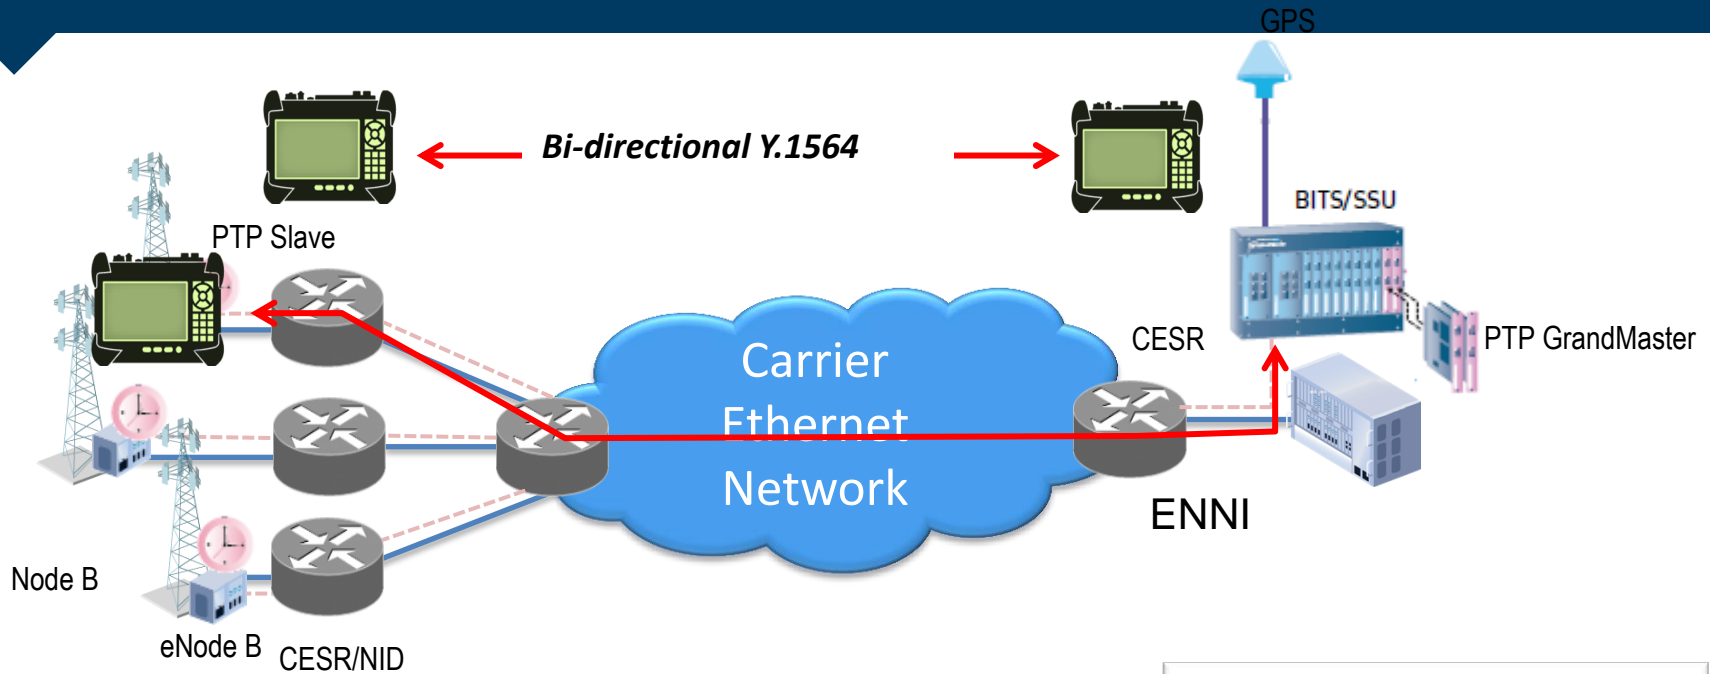 GPS
Bi-directional Y.1564
BITS/SSU
PTP Slave
CESR
PTP GrandMaster
Carrier
Ethernet
Network
ENNI
Node B
eNode B
CESR/NID